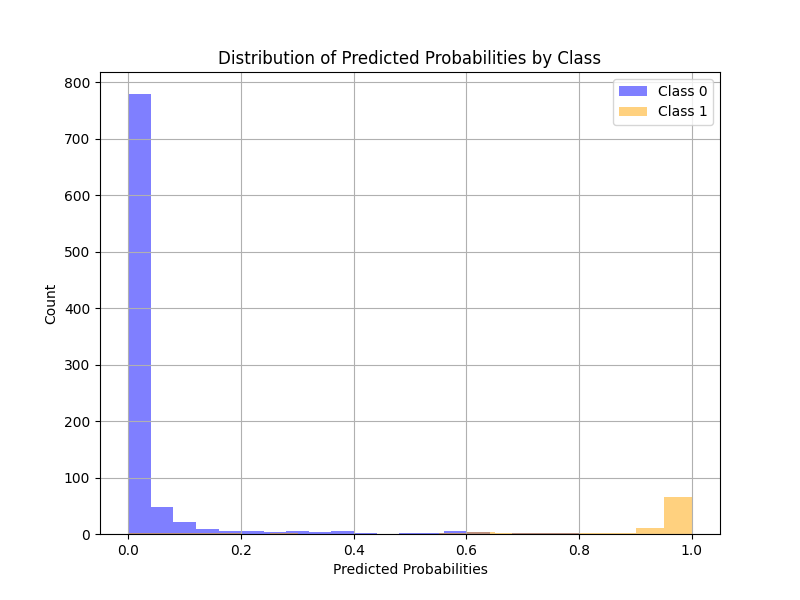 Distribution of Predicted Probabilities by Class
Class 0
Class 1
Count
800
700
600
500
400
300
200
100
0
0.0 0.2 0.4 0.6 0.8 1.0
Predicted Probabilities